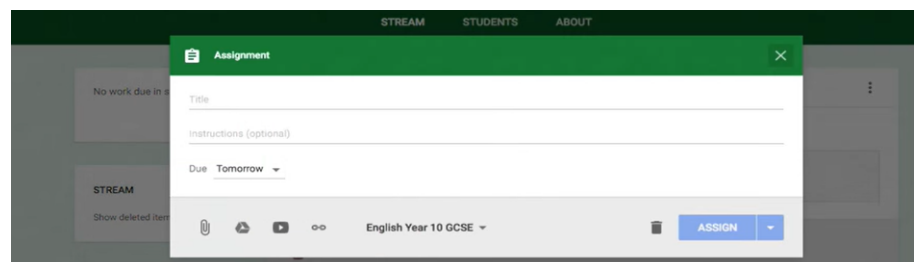 STREAM STUDENTS ABOUT
Assignment
No work due in
Title
Instructions (optional)
Due Tomorrow
STREAM
Show deleted
English Year 10 GCSE
ASSIGN